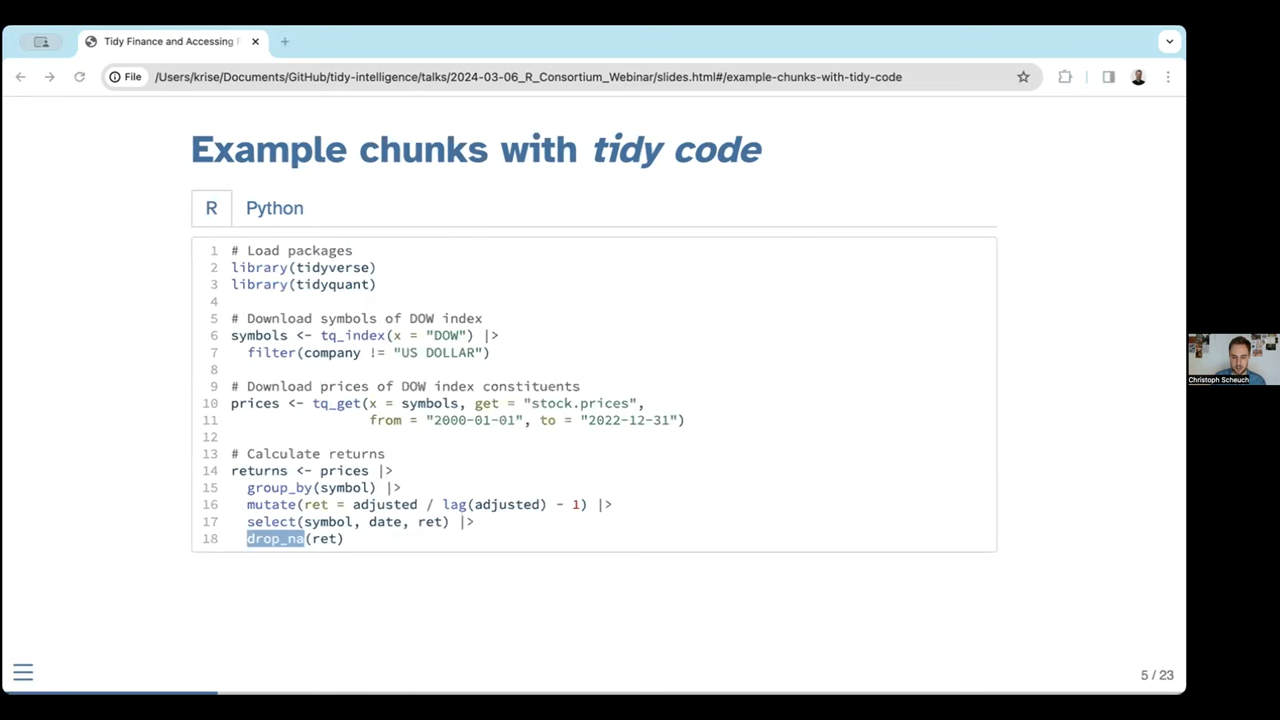 Tidy Finance and Accessing F
File
/Users/krise/Documents/GitHub/tidy-intelligence/talks/2024-03-06_R_Consortium_Webinar/slides.html#/example-chunks-with-tidy-code
Example chunks with tidy code
R Python
1 # Load packages
2 library(tidyverse)
3 library(tidyquant)
4
5 # Download symbols of DOW index
6 symbols <- tq_index(x = "DOW") |>
7 filter(company != "US DOLLAR")
8
9 # Download prices of DOW index constituents
10 prices <- tq_get(x = symbols, get = "stock.prices",
11 from = "2000-01-01", to = "2022-12-31")
12
13 # Calculate returns
14 returns <- prices |>
15 group_by(symbol) |>
16 mutate(ret = adjusted / lag(adjusted) - 1) |>
17 select(symbol, date, ret) |>
18 drop_na(ret)
Christoph Scheuch
5 / 23